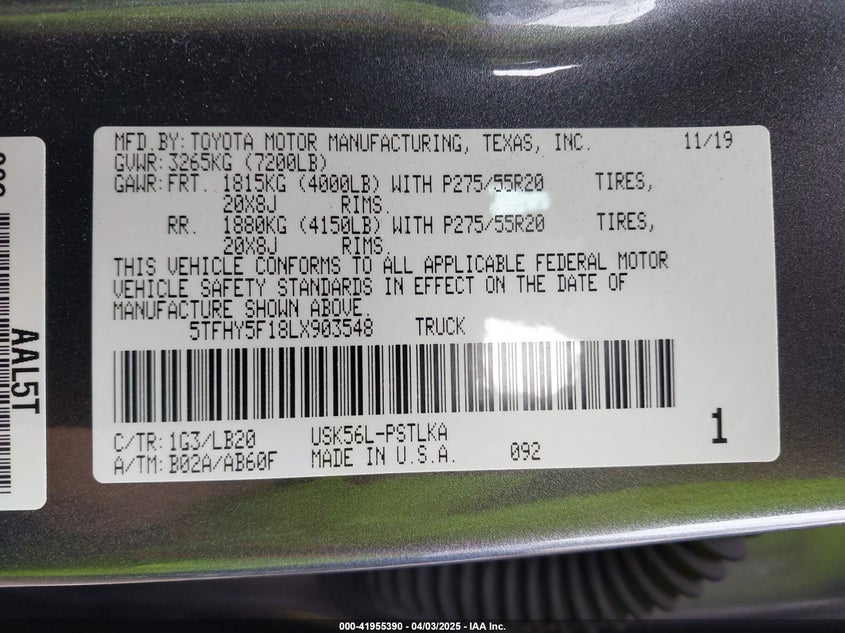 MFD.BY: TOYOTA MOTOR MANUFACTURING, TEXAS, INC. 11/19
GVWR: 3265KG (7200LB)
GAWR: FRT. 1815KG (4000LB) WITH P275/55R20 TIRES,
20X8J RIMS.
RR. 1880KG (4150LB) WITH P275/55R20 TIRES,
20X8J RIMS.
THIS VEHICLE CONFORMS TO ALL APPLICABLE FEDERAL MOTOR
VEHICLE SAFETY STANDARDS IN EFFECT ON THE DATE OF
MANUFACTURE SHOWN ABOVE.
5TFHY5F18LX903548 TRUCK
C/TR: 1G3/LB20 USK56L-PSTLKA
A/TM: B02A/AB60F MADE IN U.S.A. 092
1
AAL5T
000-41955390 - 04/03/2025 - IAA Inc.